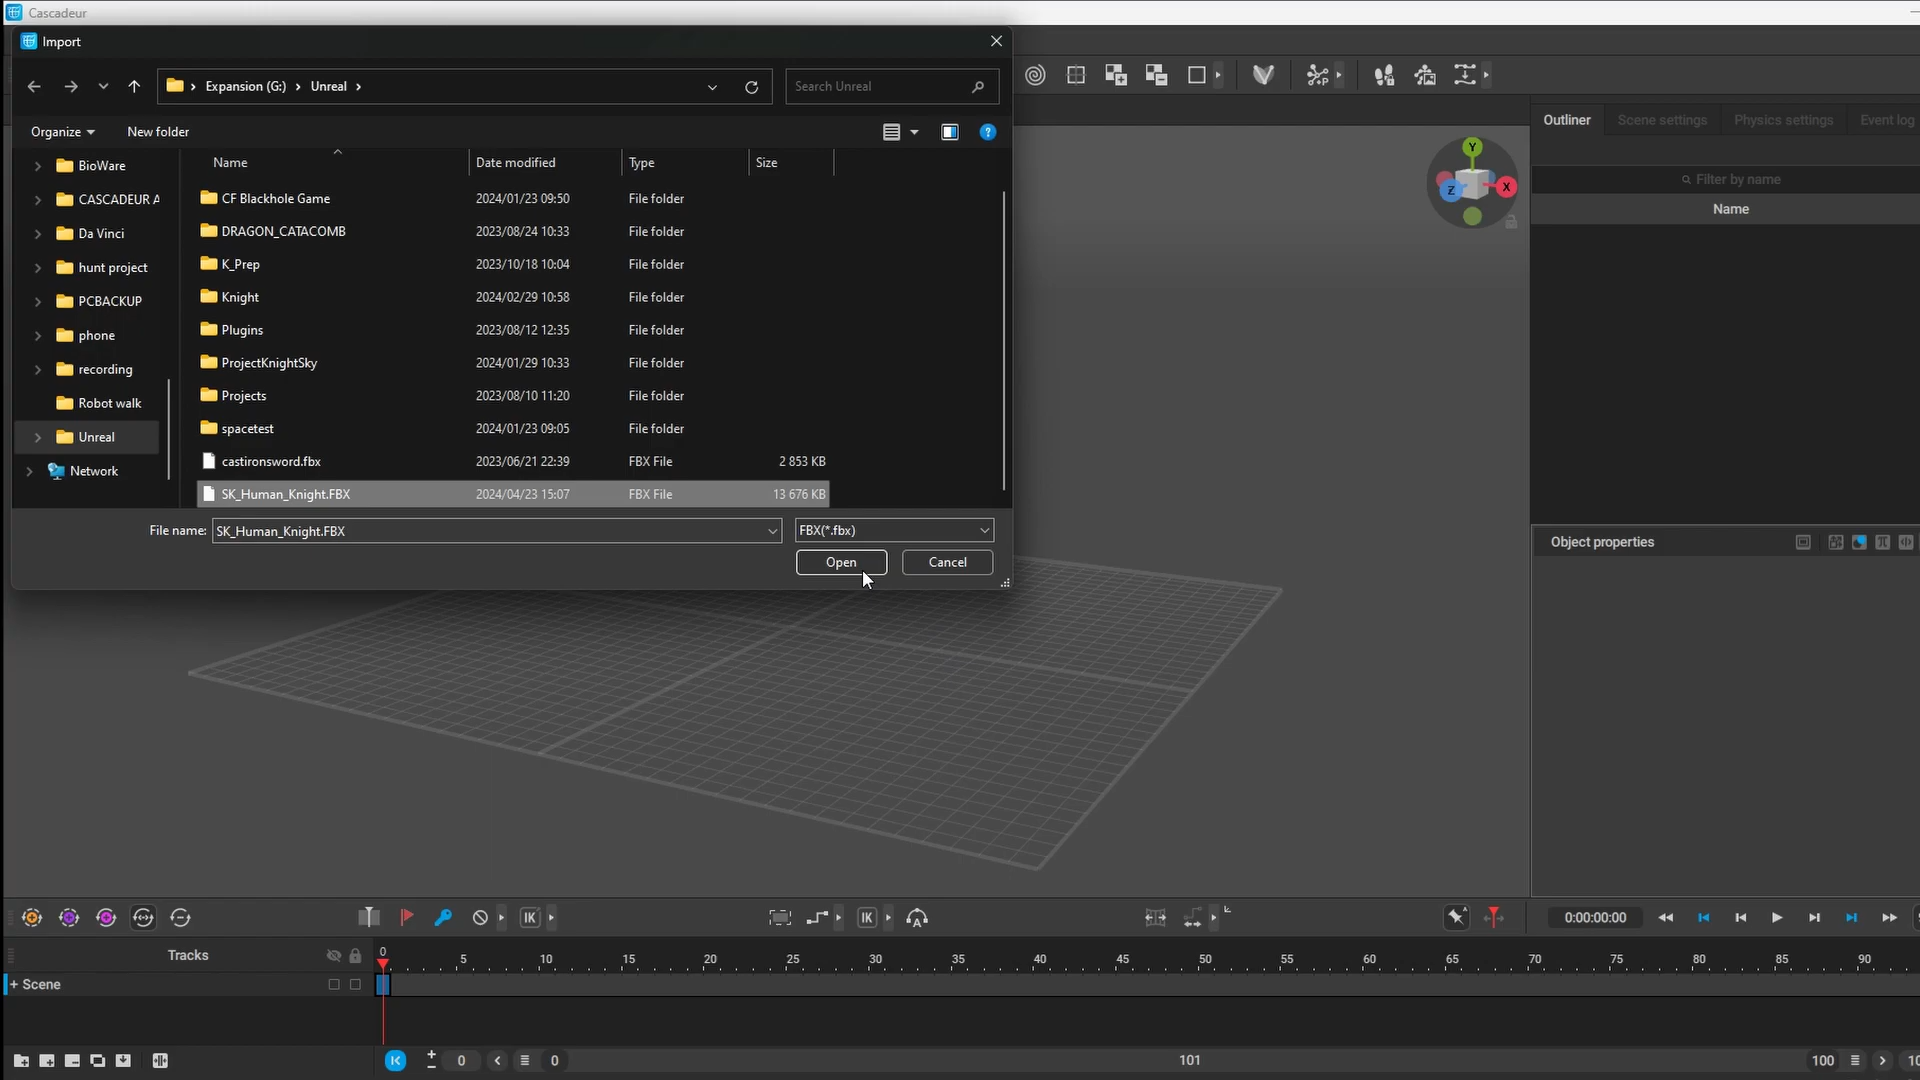 Cascadeur
Import
Expansion (G:) > Unreal >
Search Unreal
Organize
New folder
Name
Date modified
Type
Size
BioWare
CASCADEUR A
Da Vinci
hunt project
PCBACKUP
phone
recording
Robot walk
Unreal
Network
CF Blackhole Game 2024/01/23 09:50 File folder
DRAGON_CATACOMB 2023/08/24 10:33 File folder
K_Prep 2023/10/18 10:04 File folder
Knight 2024/02/29 10:58 File folder
Plugins 2023/08/12 12:35 File folder
ProjectKnightSky 2024/01/29 10:33 File folder
Projects 2023/08/10 11:20 File folder
spacetest 2024/01/23 09:05 File folder
castironsword.fbx 2023/06/21 22:39 FBX File 2 853 KB
SK_Human_Knight.FBX 2024/04/23 15:07 FBX File 13 676 KB
File name: SK_Human_Knight.FBX
FBX(*.fbx)
Open
Cancel
Outliner
Scene settings
Physics settings
Event log
Y
Z
X
Filter by name
Name
Object properties
IK
IK
0:00:00:00
Tracks
0 5 10 15 20 25 30 35 40 45 50 55 60 65 70 75 80 85 90
+ Scene
0
0
101
100
10